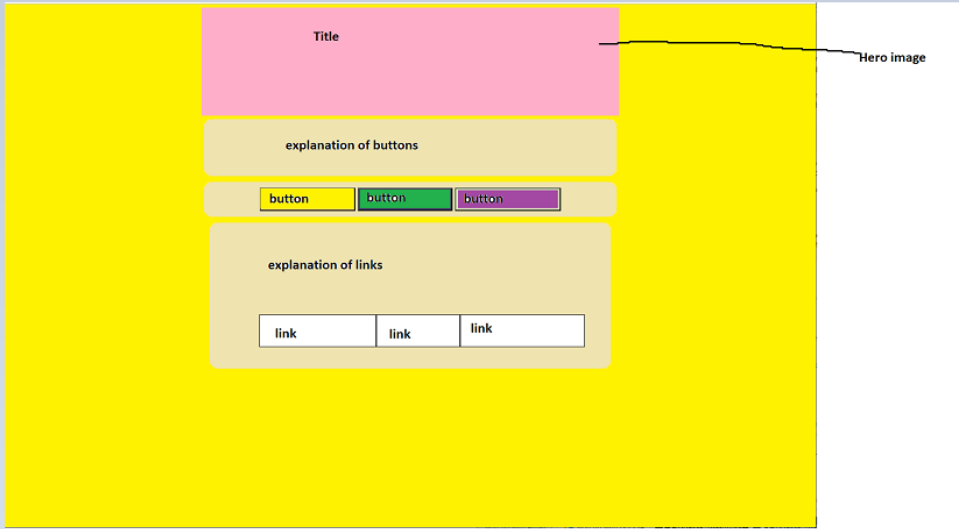 Title
Hero image
explanation of buttons
button button button
explanation of links
link link link